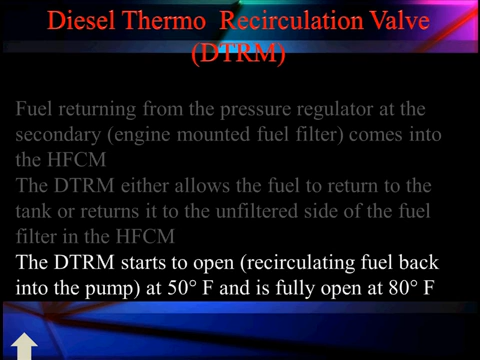 Diesel Thermo Recirculation Valve
(DTRM)
Fuel returning from the pressure regulator at the
secondary (engine mounted fuel filter) comes into
the HFCM
The DTRM either allows the fuel to return to the
tank or returns it to the unfiltered side of the fuel
filter in the HFCM
The DTRM starts to open (recirculating fuel back
into the pump) at 50° F and is fully open at 80° F